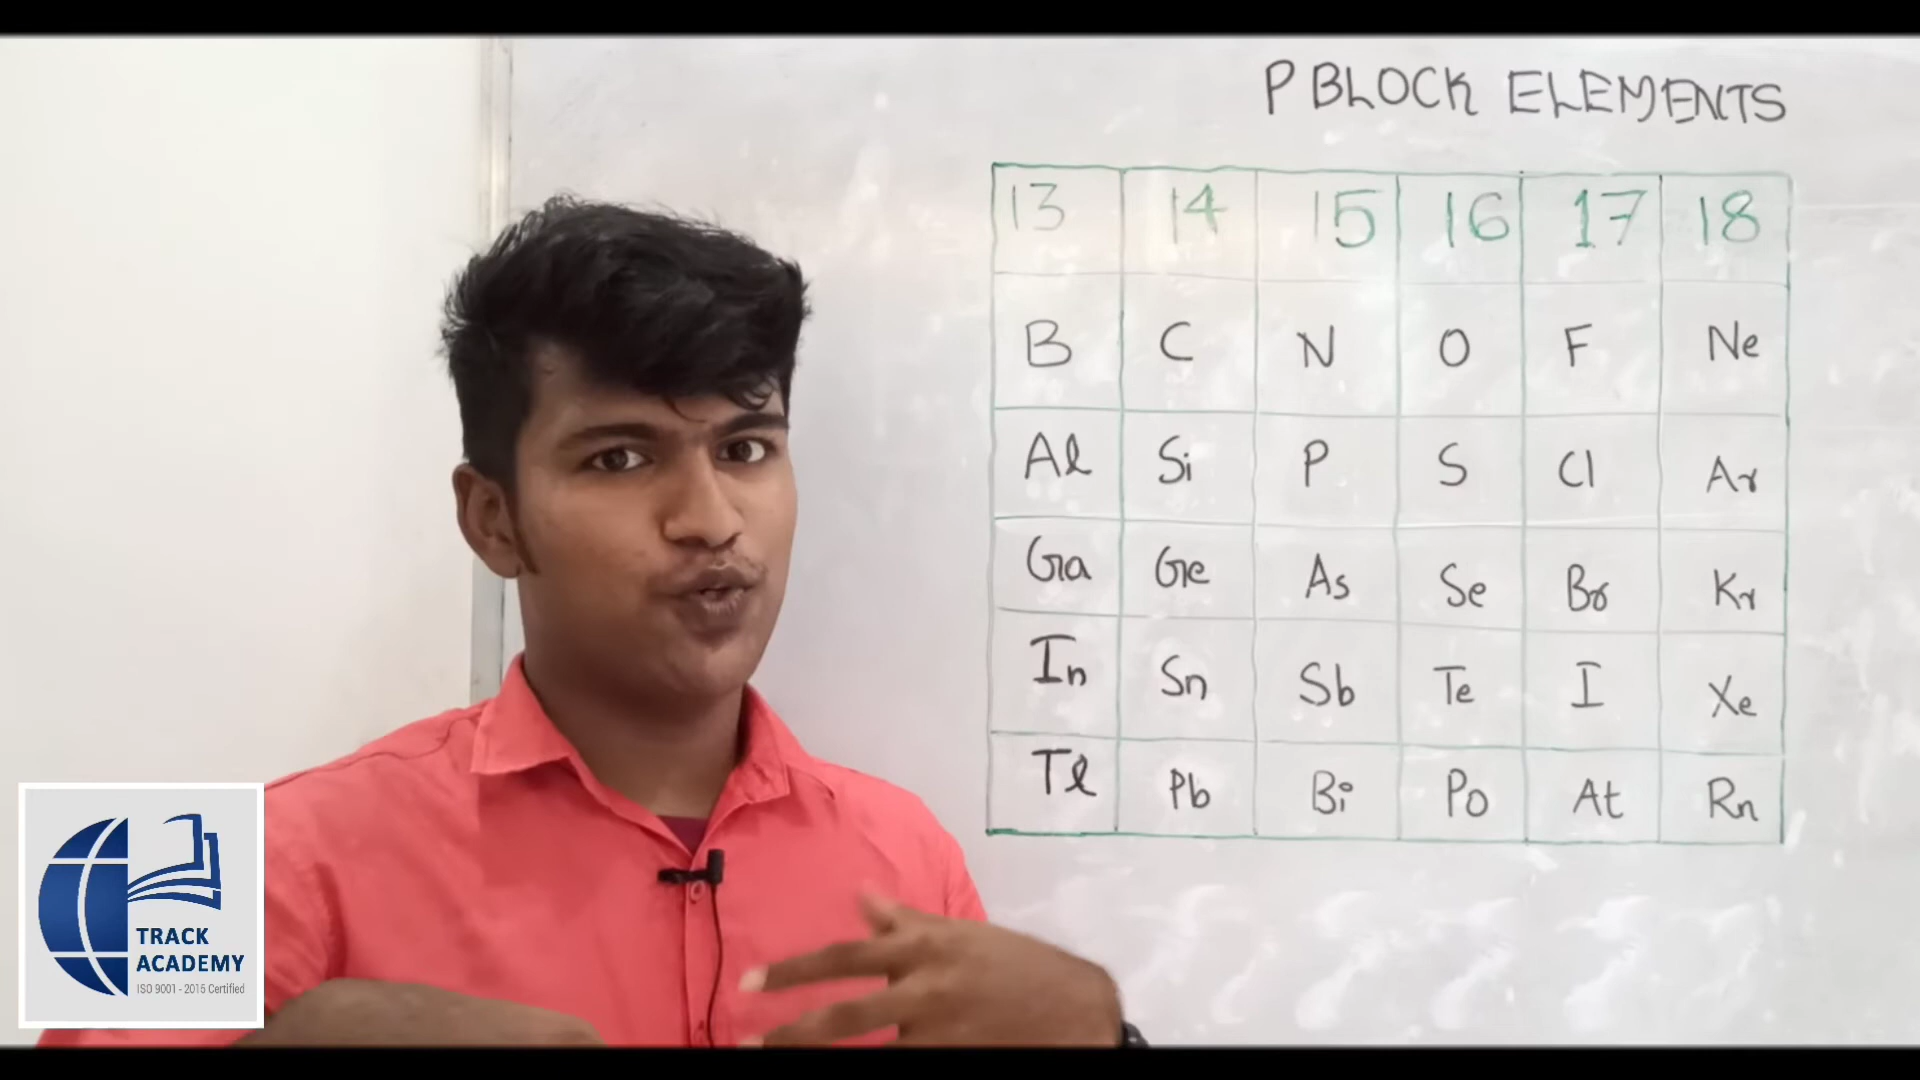 P BLOCK ELEMENTS
13 14 15 16 17 18
B C N O F Ne
Al Si P S Cl Ar
Ga Ge As Se Br Kr
In Sn Sb Te I Xe
Tl Pb Bi Po At Rn
TRACK
ACADEMY
ISO 9001 - 2015 Certified